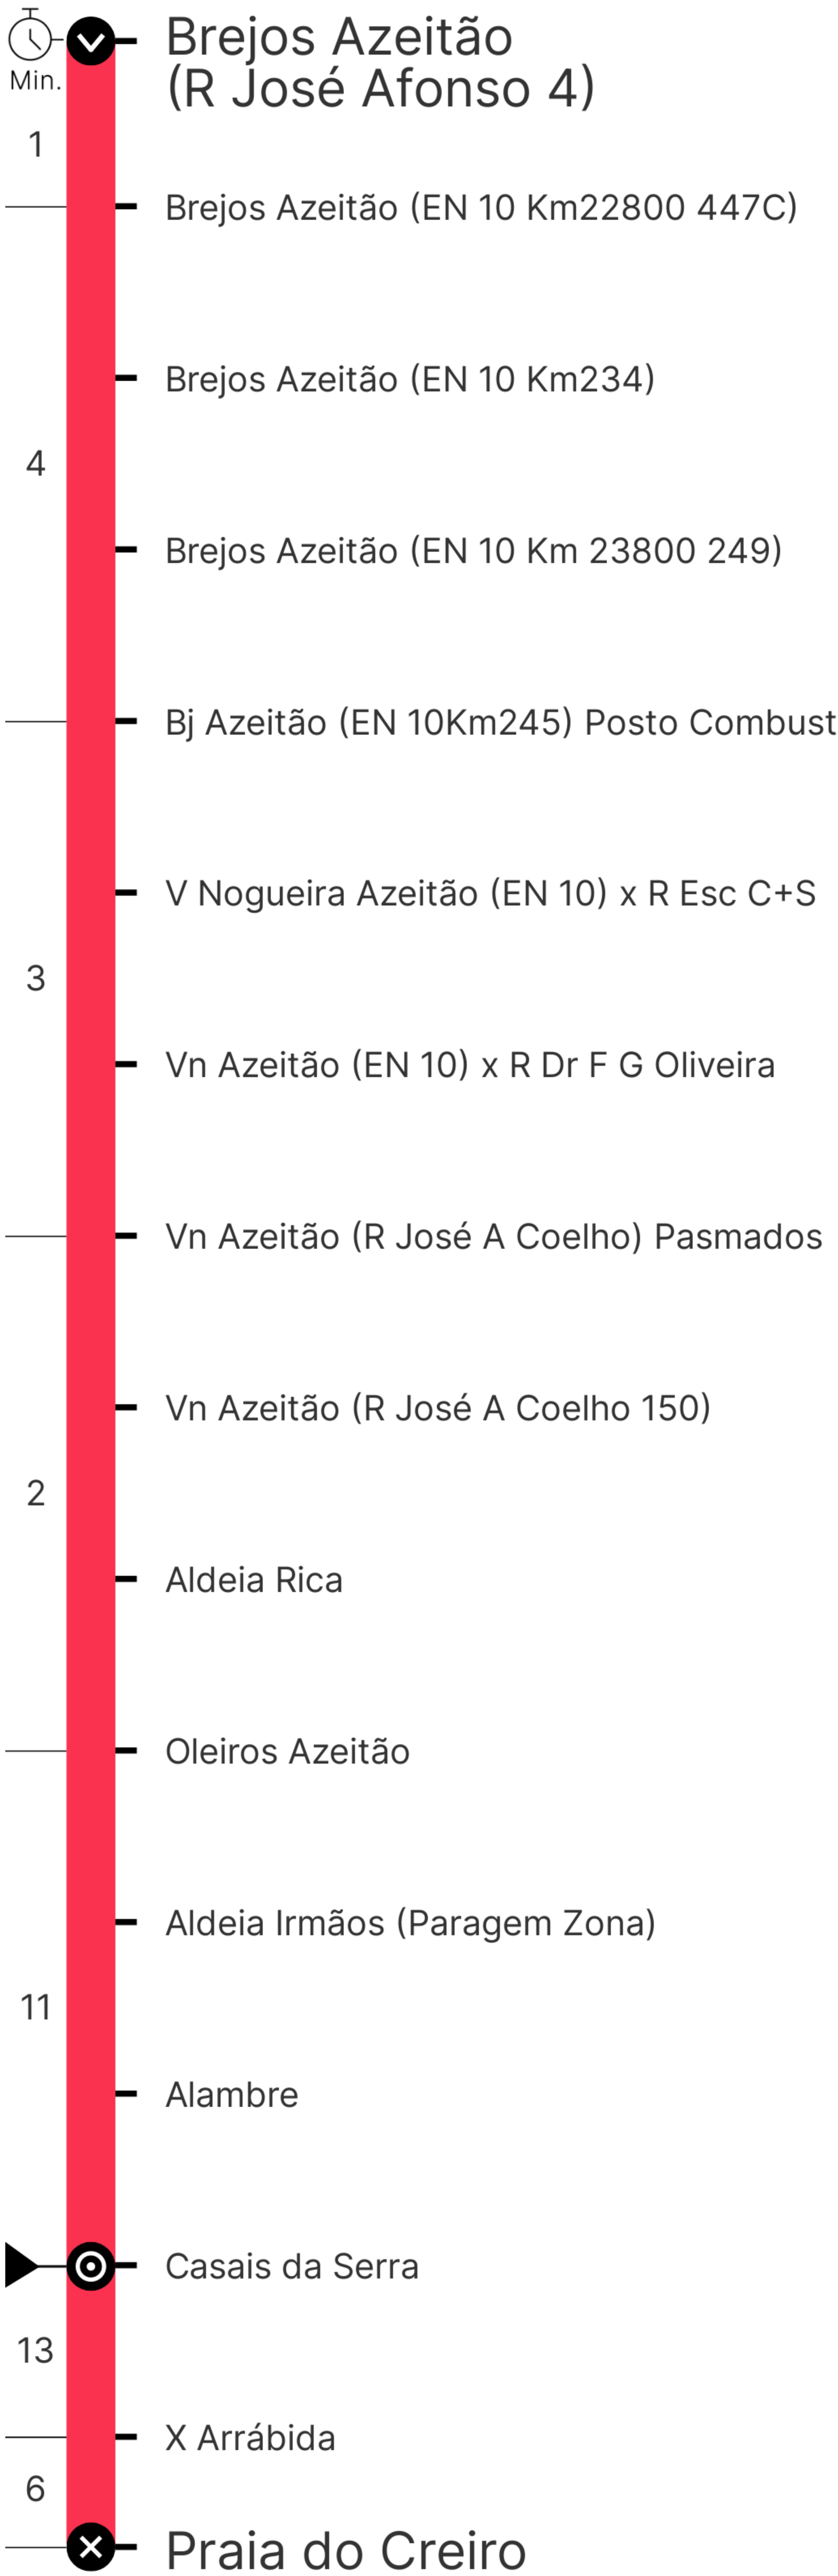 Brejos Azeitão
(R José Afonso 4)
Min.
1
Brejos Azeitão (EN 10 Km22800 447C)
Brejos Azeitão (EN 10 Km234)
4
Brejos Azeitão (EN 10 Km 23800 249)
Bj Azeitão (EN 10Km245) Posto Combust
V Nogueira Azeitão (EN 10) x R Esc C+S
3
Vn Azeitão (EN 10) x R Dr F G Oliveira
Vn Azeitão (R José A Coelho) Pasmados
Vn Azeitão (R José A Coelho 150)
2
Aldeia Rica
Oleiros Azeitão
Aldeia Irmãos (Paragem Zona)
11
Alambre
Casais da Serra
13
X Arrábida
6
Praia do Creiro